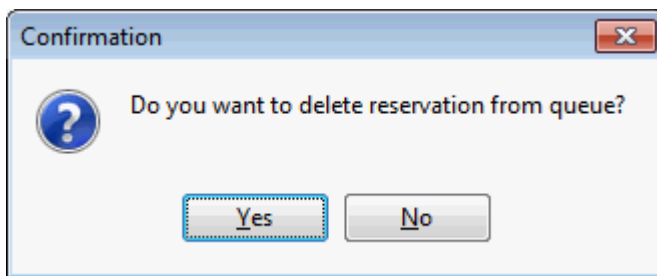 Confirmation
Do you want to delete reservation from queue?
Yes
No